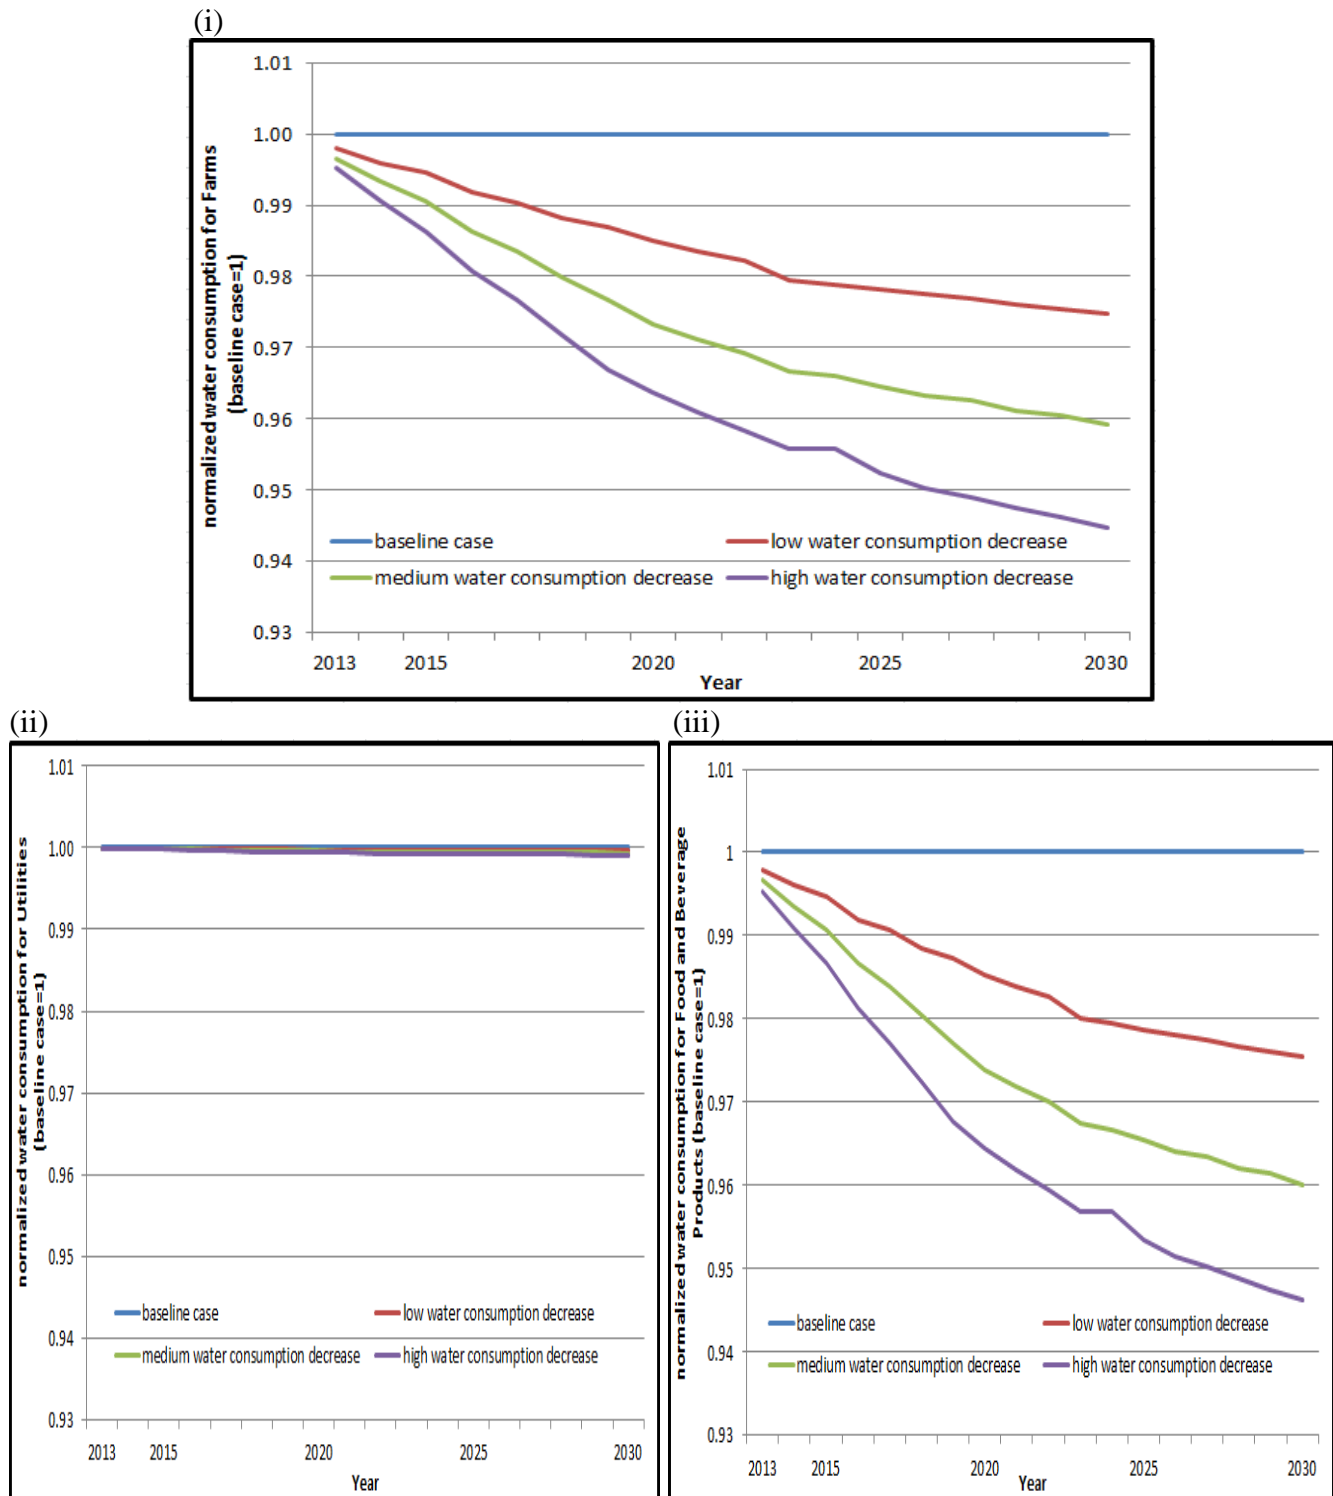 (i)
normalized water consumption for Farms
(baseline case=1)
1.01
1.00
0.99
0.98
0.97
0.96
0.95
0.94
0.93
baseline case
low water consumption decrease
medium water consumption decrease
high water consumption decrease
2013 2015 2020 2025 2030
Year
(ii)
normalized water consumption for Utilities
(baseline case=1)
1.01
1.00
0.99
0.98
0.97
0.96
0.95
0.94
0.93
baseline case
low water consumption decrease
medium water consumption decrease
high water consumption decrease
2013 2015 2020 2025 2030
Year
(iii)
normalized water consumption for Food and Beverage
Products (baseline case=1)
1.01
1
0.99
0.98
0.97
0.96
0.95
0.94
0.93
baseline case
low water consumption decrease
medium water consumption decrease
high water consumption decrease
2013 2015 2020 2025 2030
Year